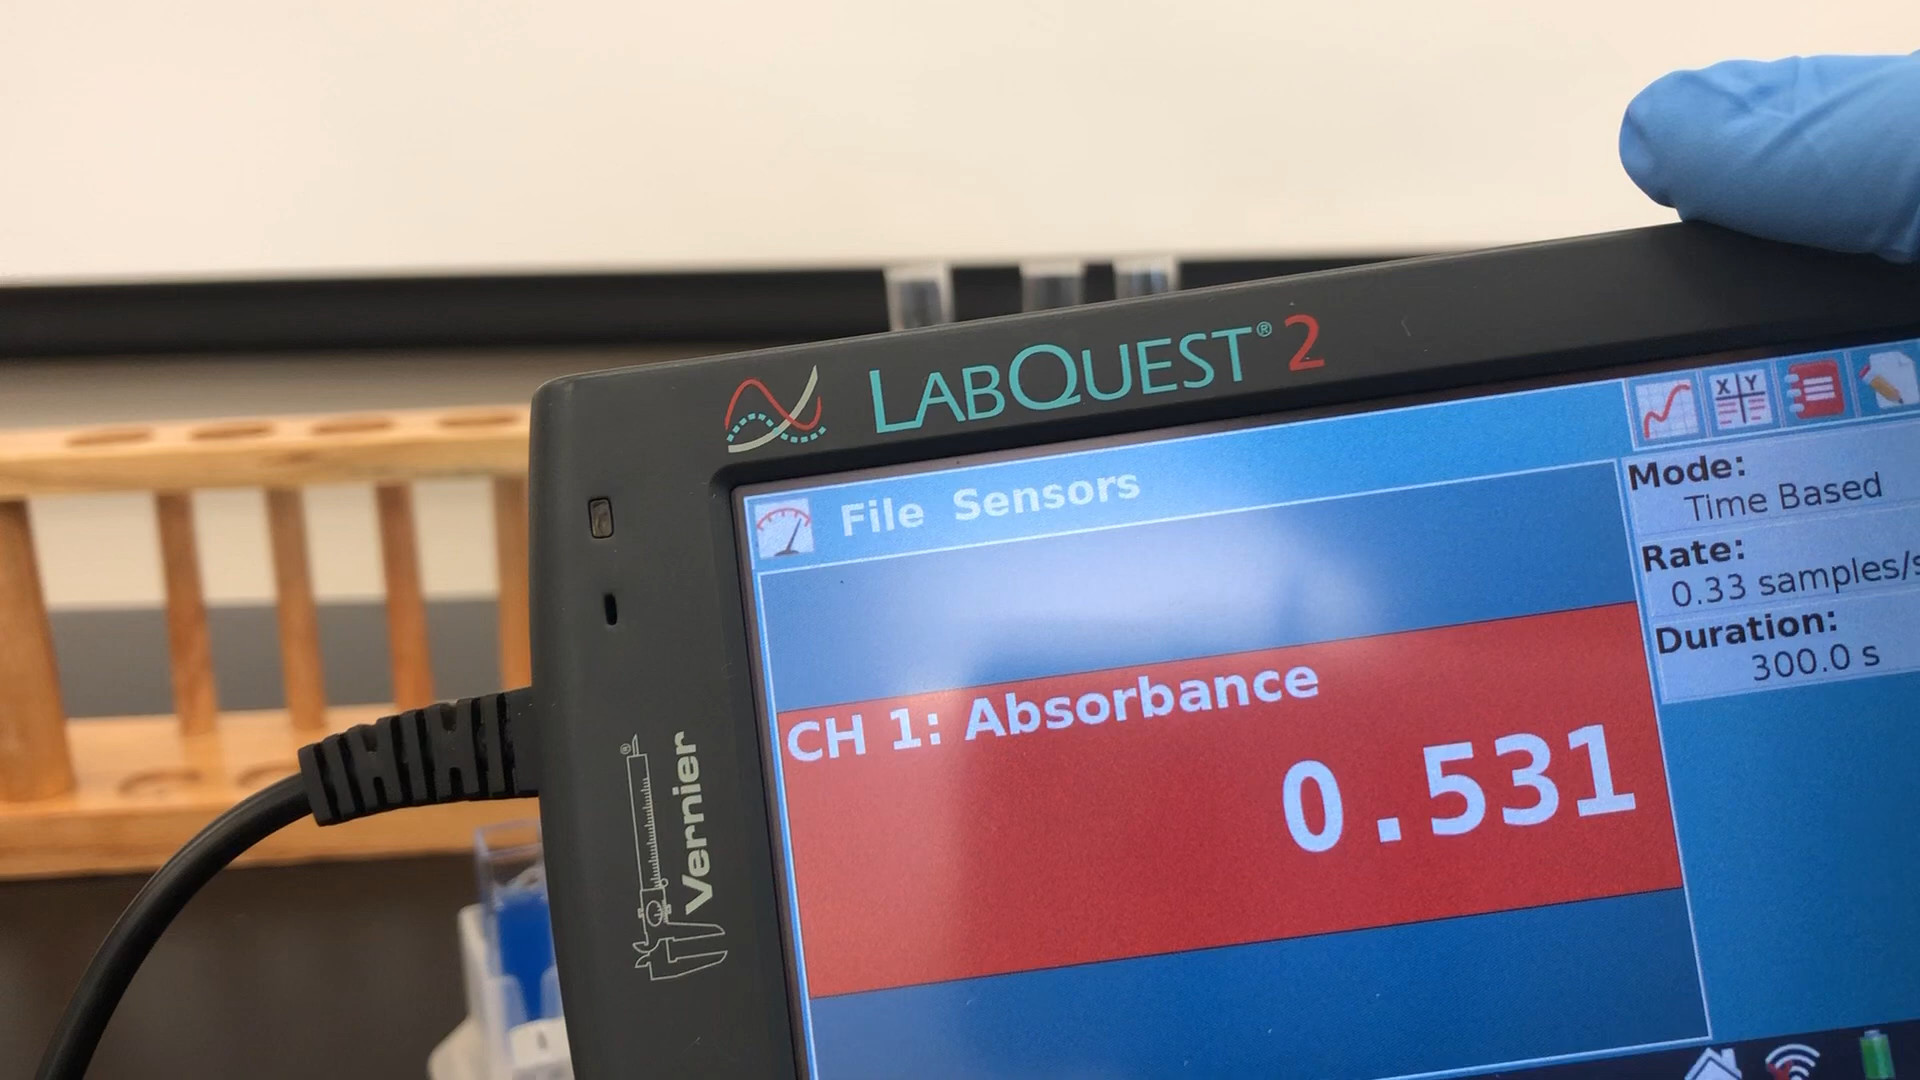 LABQUEST® 2
File Sensors
X Y
Mode:
Time Based
Rate:
0.33 samples/s
Duration:
300.0 s
CH 1: Absorbance
0.531
Vernier®